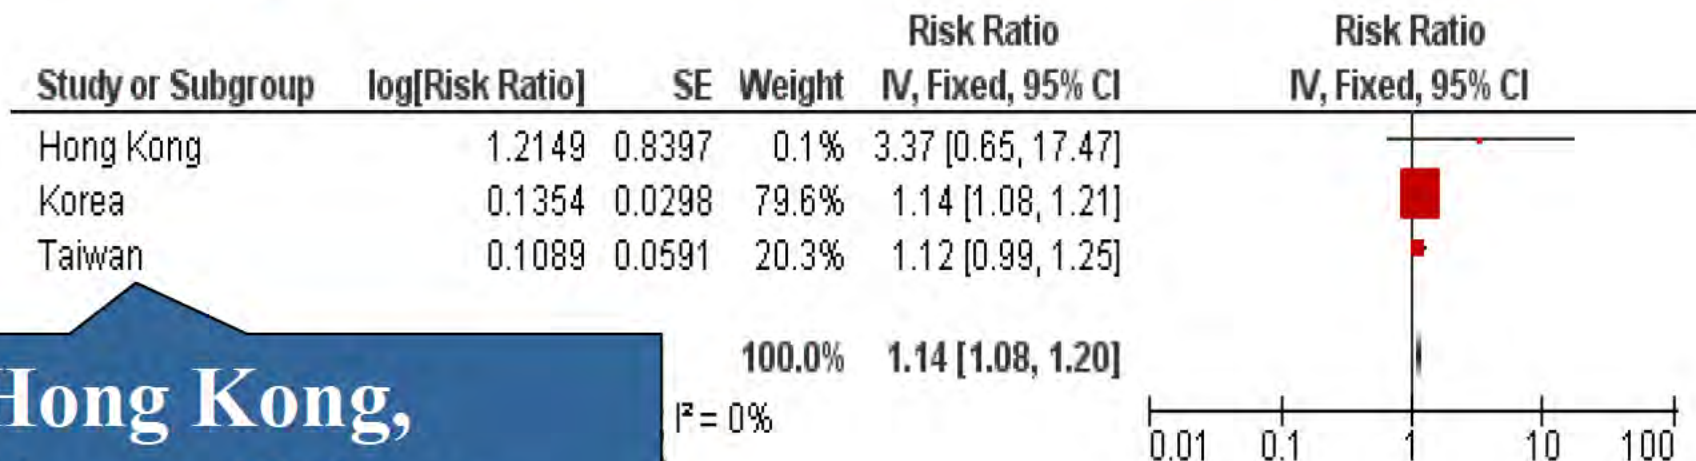 Risk Ratio Risk Ratio
Study or Subgroup log[Risk Ratio] SE Weight IV, Fixed, 95% CI IV, Fixed, 95% CI
Hong Kong 1.2149 0.8397 0.1% 3.37 [0.65, 17.47]
Korea 0.1354 0.0298 79.6% 1.14 [1.08, 1.21]
Taiwan 0.1089 0.0591 20.3% 1.12 [0.99, 1.25]
100.0% 1.14 [1.08, 1.20]
Hong Kong,
I² = 0%
0.01 0.1 1 10 100